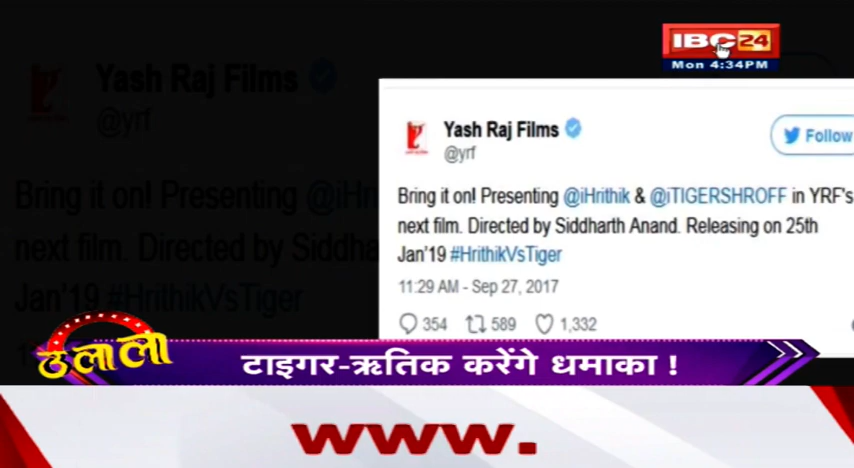 IBC24
Mon 4:34PM
Yash Raj Films
@yrf
Bring it on! Presenting @iHri
next film. Directed by Siddha
Jan'19 #HrithikVsTiger
Yash Raj Films
@yrf
Follow
Bring it on! Presenting @iHrithik & @iTIGERSHROFF in YRF's
next film. Directed by Siddharth Anand. Releasing on 25th
Jan'19 #HrithikVsTiger
11:29 AM - Sep 27, 2017
354 589 1,332
उलाला
टाइगर-ऋतिक करेंगे धमाका !
www.